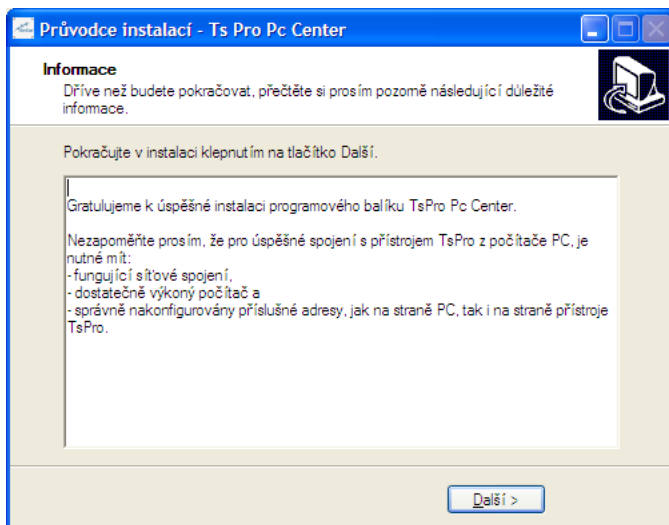 Průvodce instalací - Ts Pro Pc Center
Informace
Dříve než budete pokračovat, přečtěte si prosím pozorně následující důležité
informace.
Pokračujte v instalaci klepnutím na tlačítko Další.
Gratulujeme k úspěšné instalaci programového balíku TsPro Pc Center.
Nezapoměňte prosím, že pro úspěšné spojení s přístrojem TsPro z počítače PC, je
nutné mít:
- fungující síťové spojení,
- dostatečně výkoný počítač a
- správně nakonfigurovány příslušné adresy, jak na straně PC, tak i na straně přístroje
TsPro.
Další >